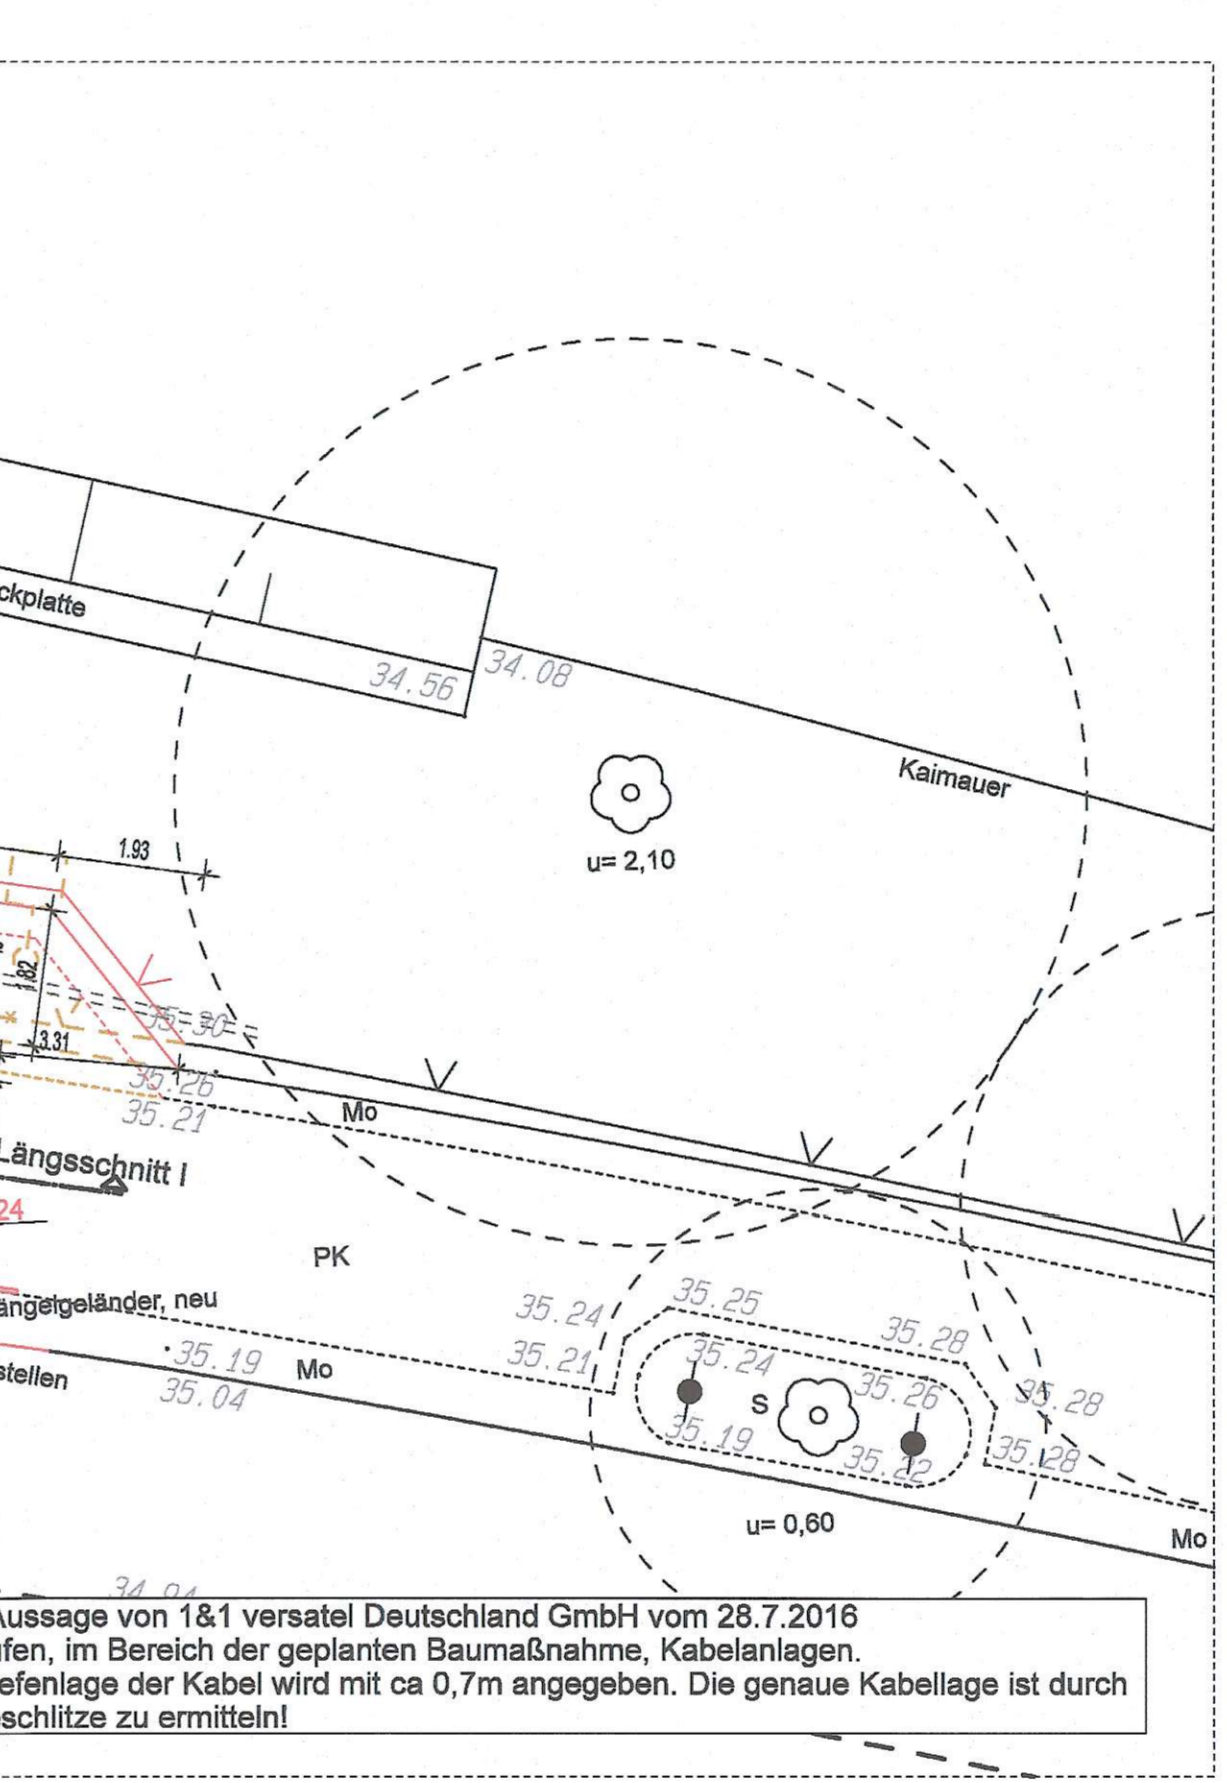 ckplatte
34.56
34.08
Kaimauer
u= 2,10
1.93
1.82
3.31
35.30
35.26
35.21
Mo
Längsschnitt I
24
PK
ängelgeländer, neu
35.24
35.25
35.28
35.21
35.24
35.26
35.28
35.19
Mo
S
stellen
35.04
35.19
35.22
35.28
u= 0,60
Mo
34.94
Aussage von 1&1 versatel Deutschland GmbH vom 28.7.2016
ufen, im Bereich der geplanten Baumaßnahme, Kabelanlagen.
efenlage der Kabel wird mit ca 0,7m angegeben. Die genaue Kabellage ist durch
schlitze zu ermitteln!